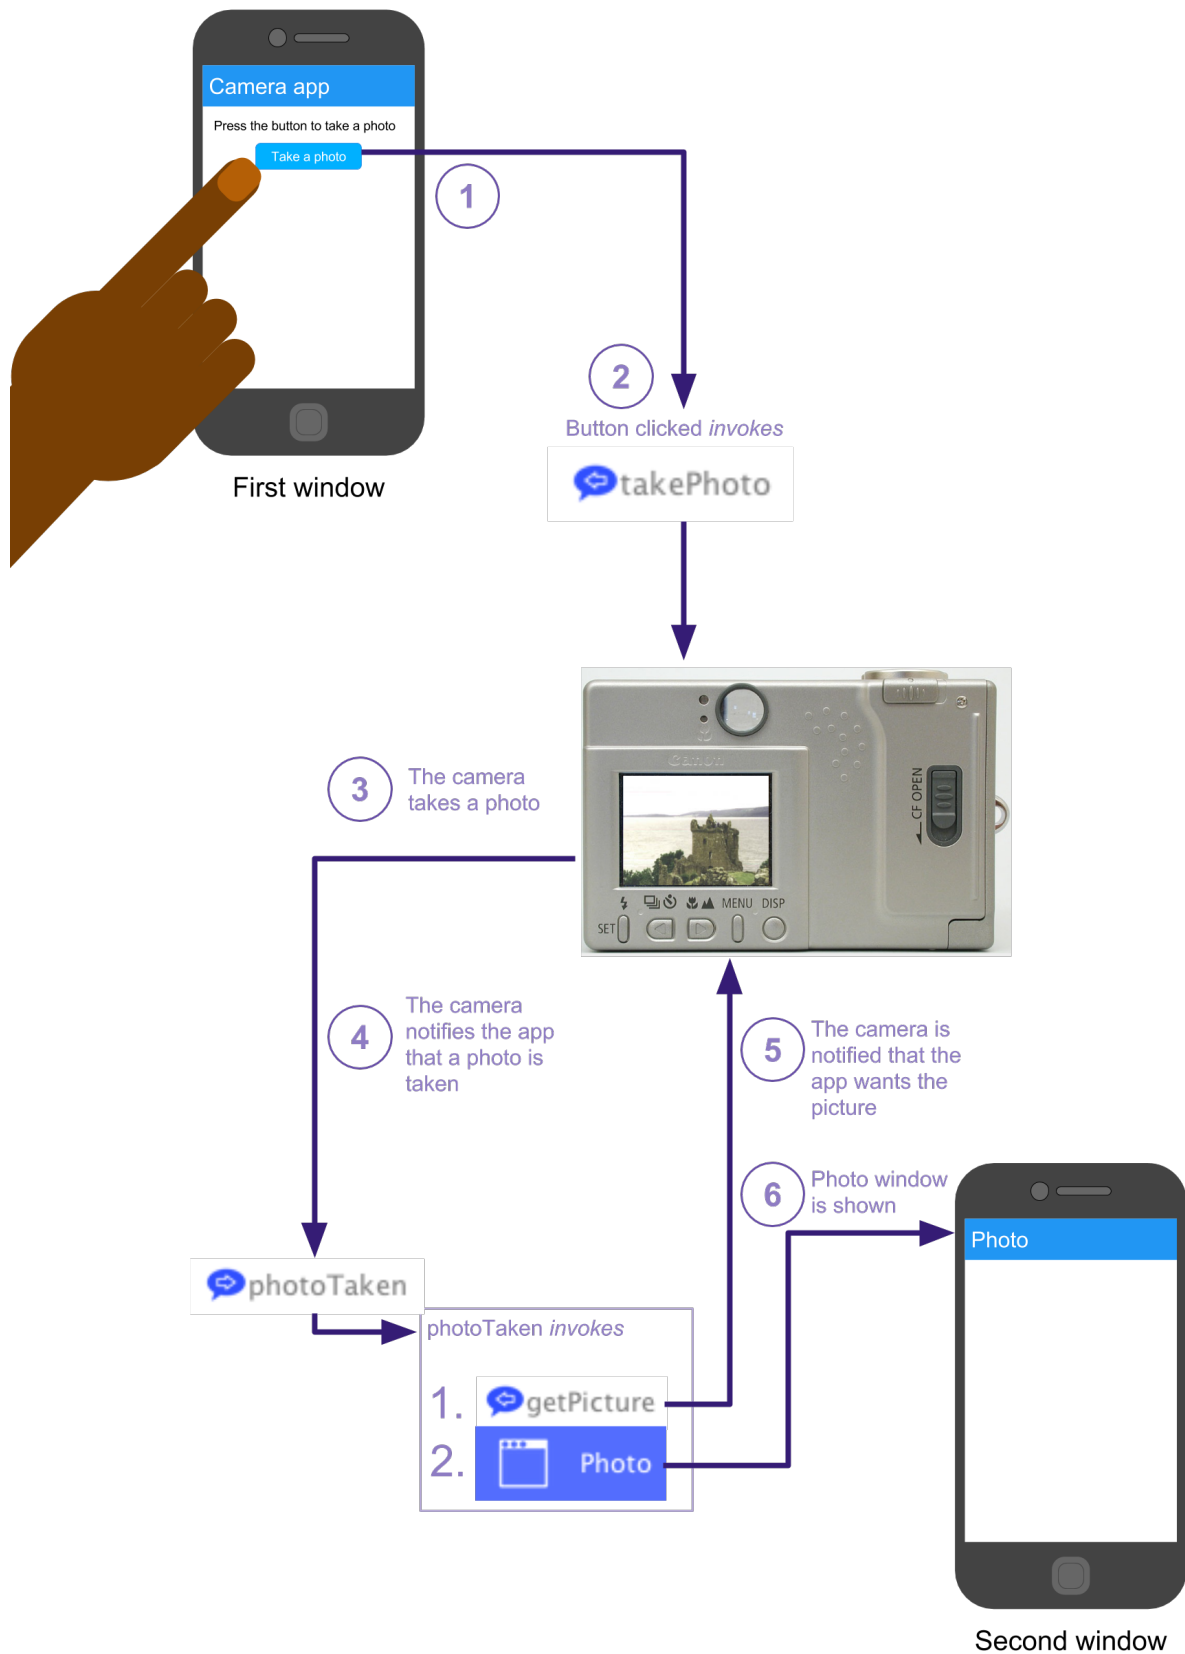 Camera app
Press the button to take a photo
Take a photo
1
2
Button clicked invokes
takePhoto
First window
Canon
CF OPEN
MENU DISP
SET
3
The camera
takes a photo
4
The camera
notifies the app
that a photo is
taken
5
The camera is
notified that the
app wants the
picture
6
Photo window
is shown
Photo
photoTaken
photoTaken invokes
1.
getPicture
2.
Photo
Second window